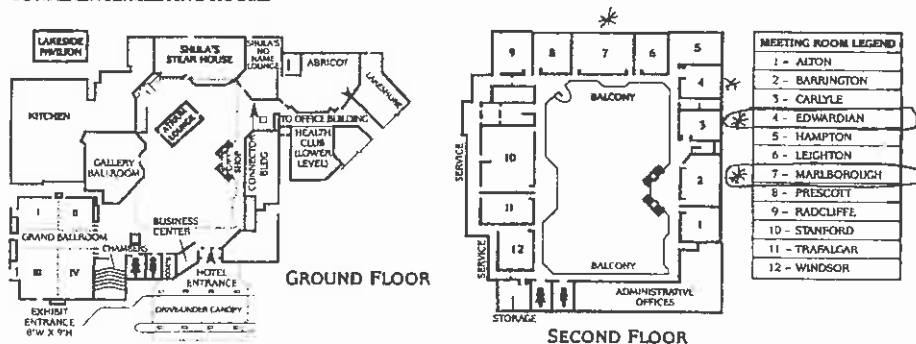 LAKESIDE
PAVILION
SHULA'S
STEAK HOUSE
SHULA'S
NO
NAME
LOUNGE
ABRICOT
LAKESHORE
KITCHEN
ATRIUM
LOUNGE
TO OFFICE BUILDING
HEALTH
CLUB
(LOWER
LEVEL)
GALLERY
BALLROOM
SHOP
CONNECTOR
BLDG
BUSINESS
CENTER
I II
GRAND BALLROOM
III IV
CHAMBERS
HOTEL
ENTRANCE
GROUND FLOOR
EXHIBIT
ENTRANCE
8'W X 9'H
DRIVE-UNDER CANOPY
9 8 7 6 5
4
3
2
1
10
11
12
BALCONY
BALCONY
SERVICE
SERVICE
ADMINISTRATIVE
OFFICES
STORAGE
SECOND FLOOR
MEETING ROOM LEGEND
1 - ALTON
2 - BARRINGTON
3 - CARLYLE
4 - EDWARDIAN
5 - HAMPTON
6 - LEIGHTON
7 - MARLBOROUGH
8 - PRESCOTT
9 - RADCLIFFE
10 - STANFORD
11 - TRAFALGAR
12 - WINDSOR